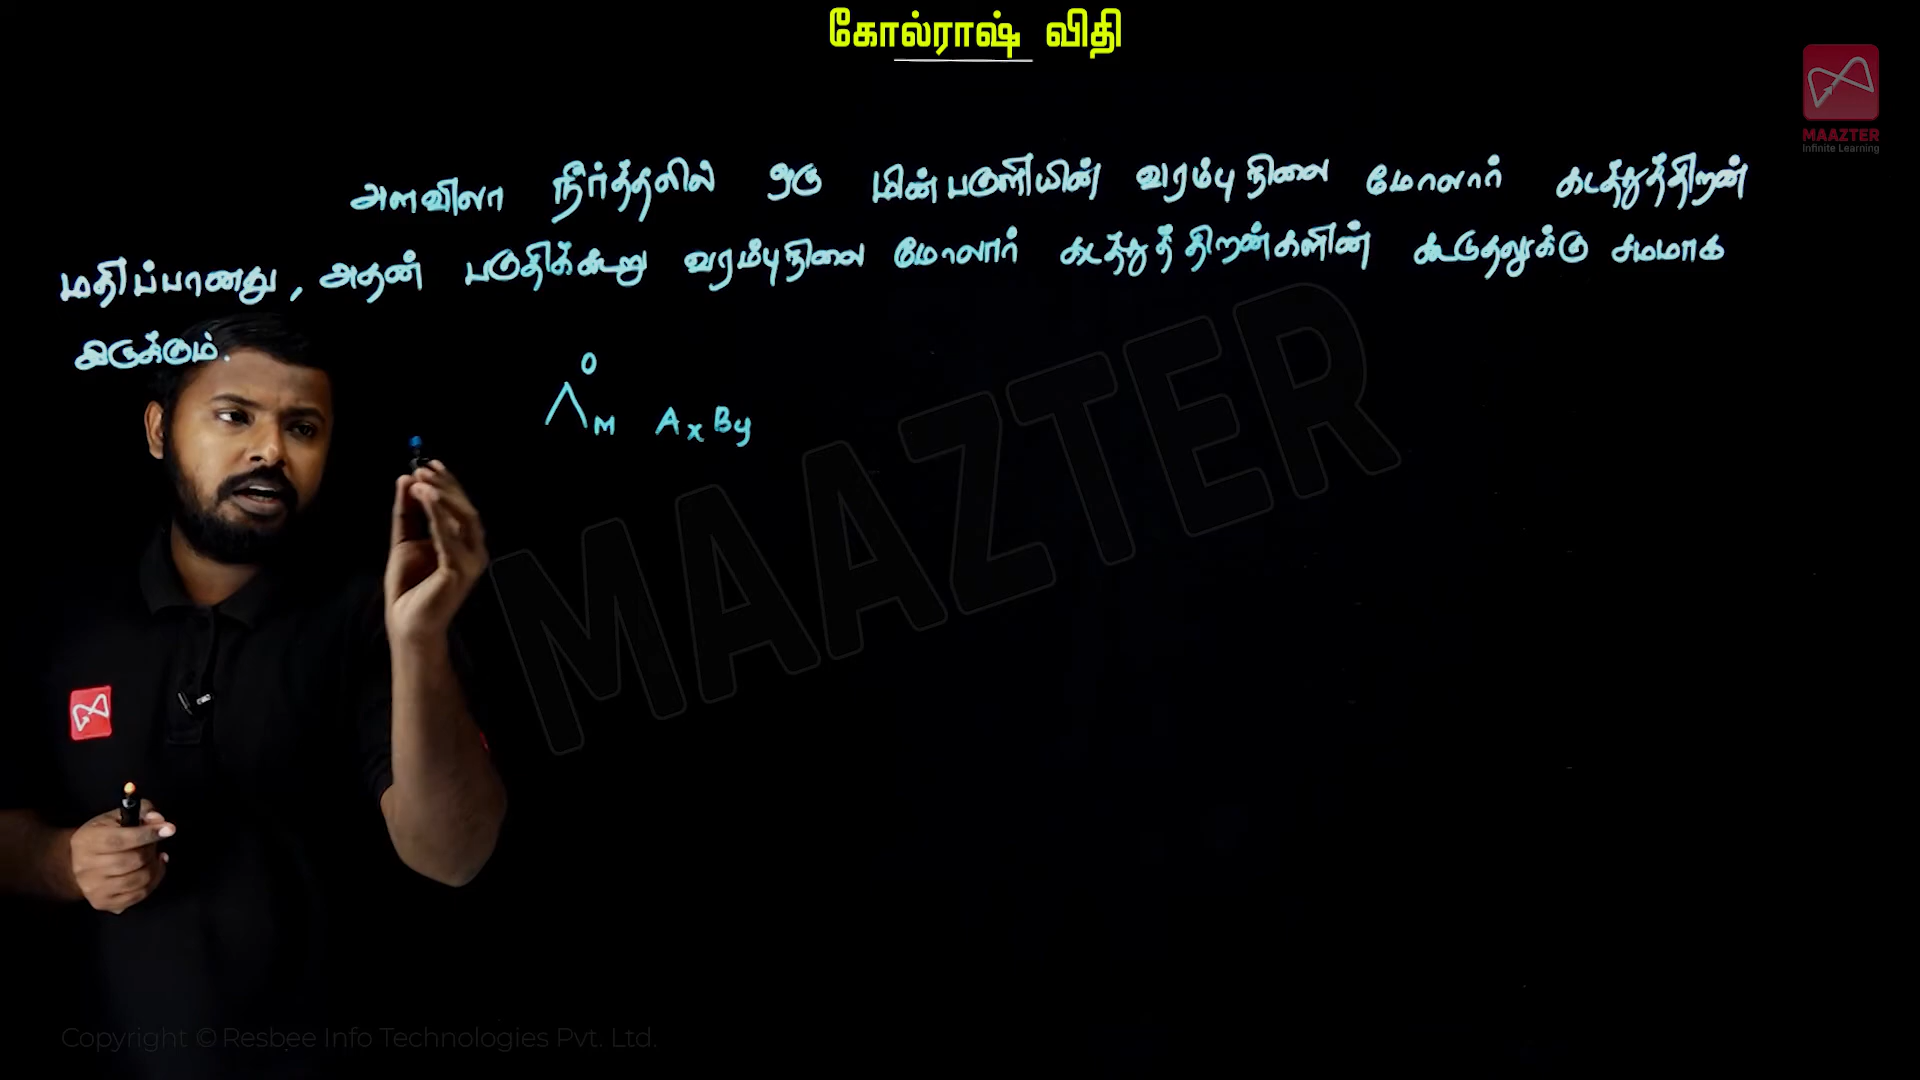 கோல்ராஷ் விதி
MAAZTER
Infinite Learning
அளவிலா நீர்த்தலில் ஒரு மின்பகுளியின் வரம்பு நிலை மோலார் கடத்துத்திறன்
மதிப்பானது, அதன் பகுதிக்கூறு வரம்புநிலை மோலார் கடத்துத் திறன்களின் கூடுதலுக்கு சமமாக
இருக்கும்.
Λ⁰M AxBy
MAAZTER
Copyright © Resbee Info Technologies Pvt. Ltd.